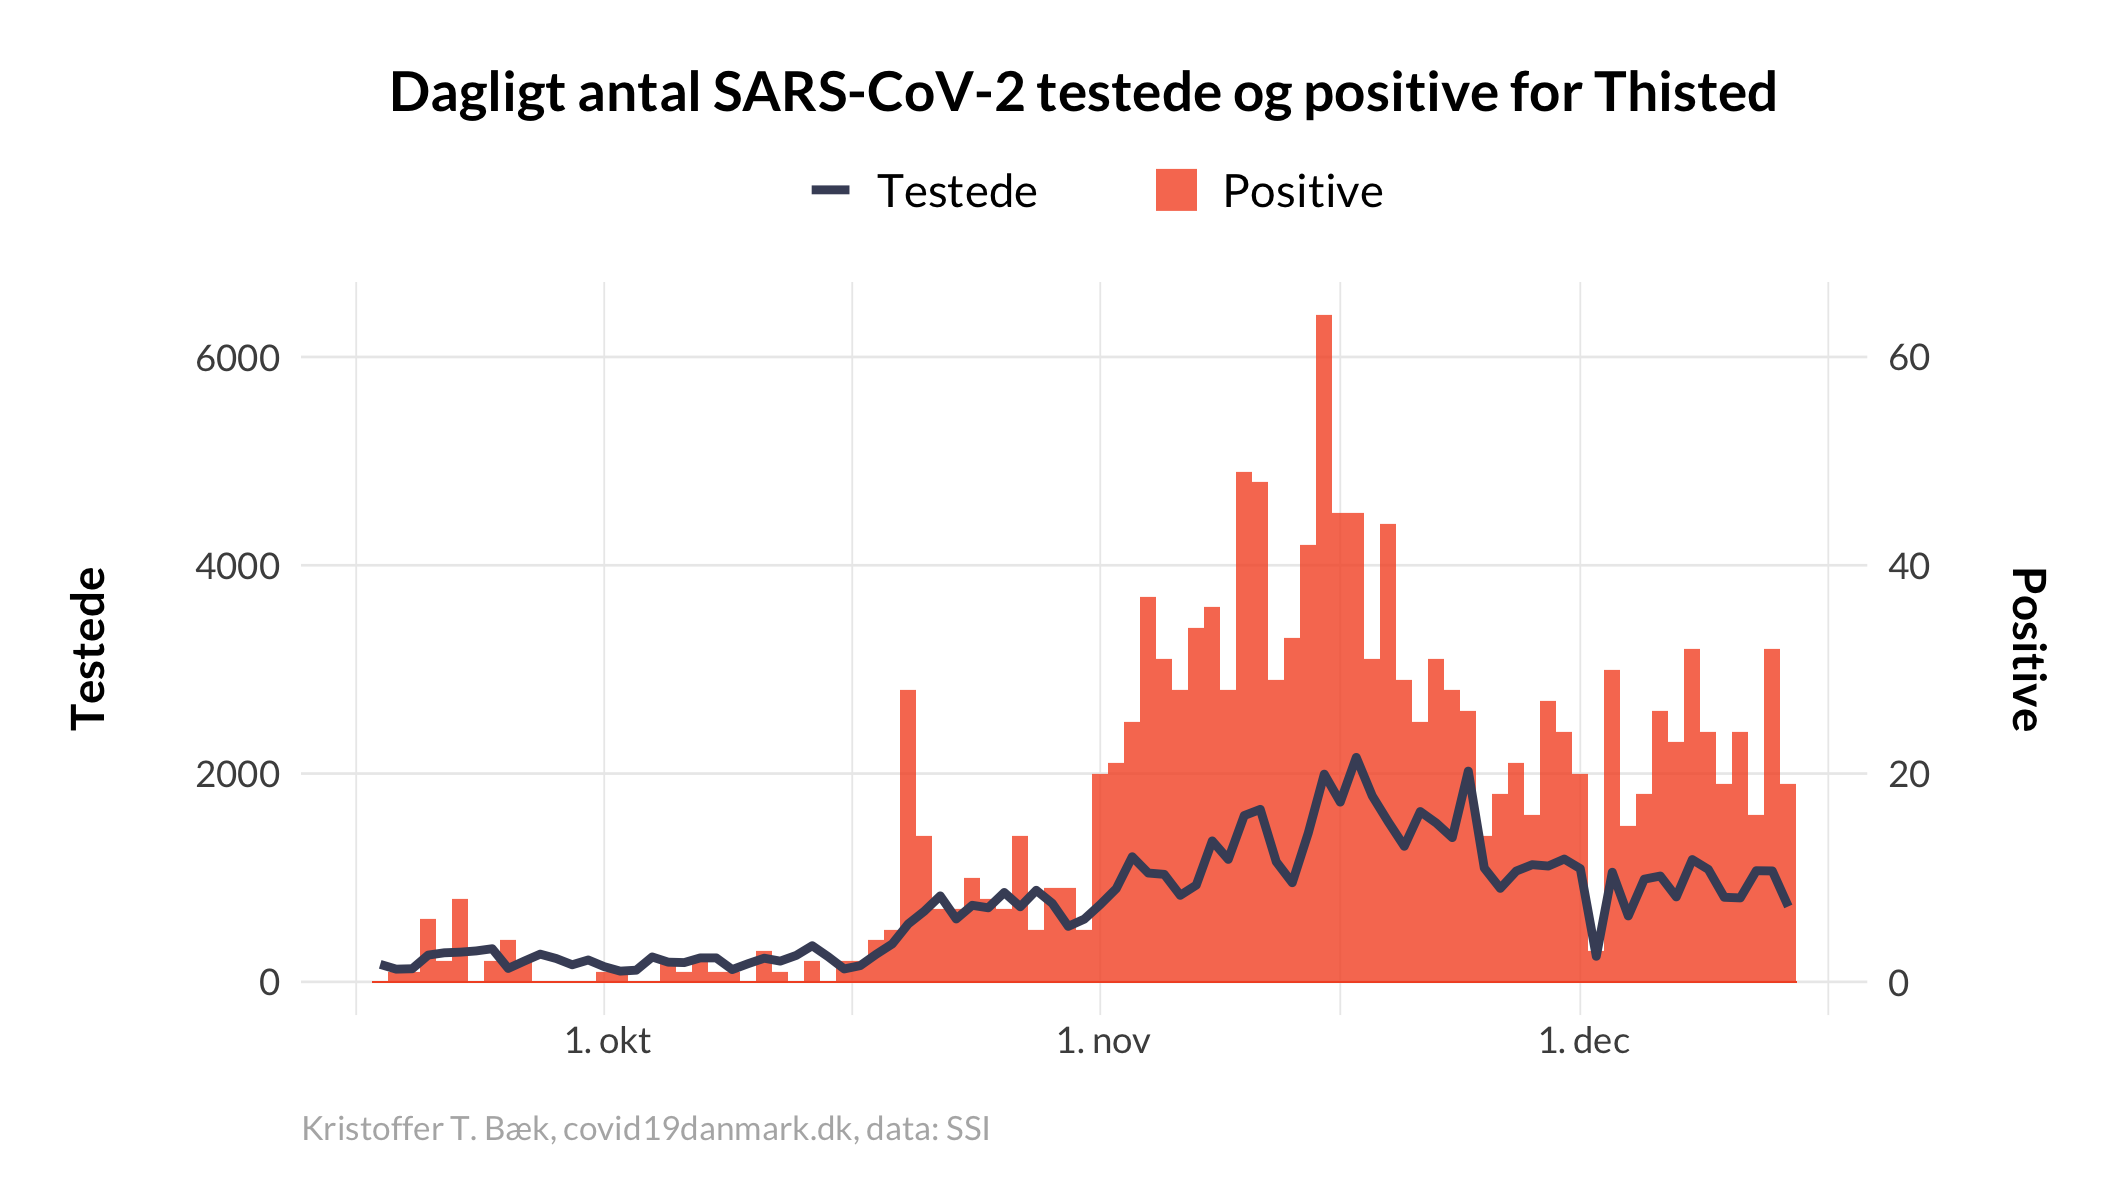 Dagligt antal SARS-CoV-2 testede og positive for Thisted
Testede
Positive
6000
4000
2000
0
60
40
20
0
Testede
Positive
1. okt
1. nov
1. dec
Kristoffer T. Bæk, covid19danmark.dk, data: SSI